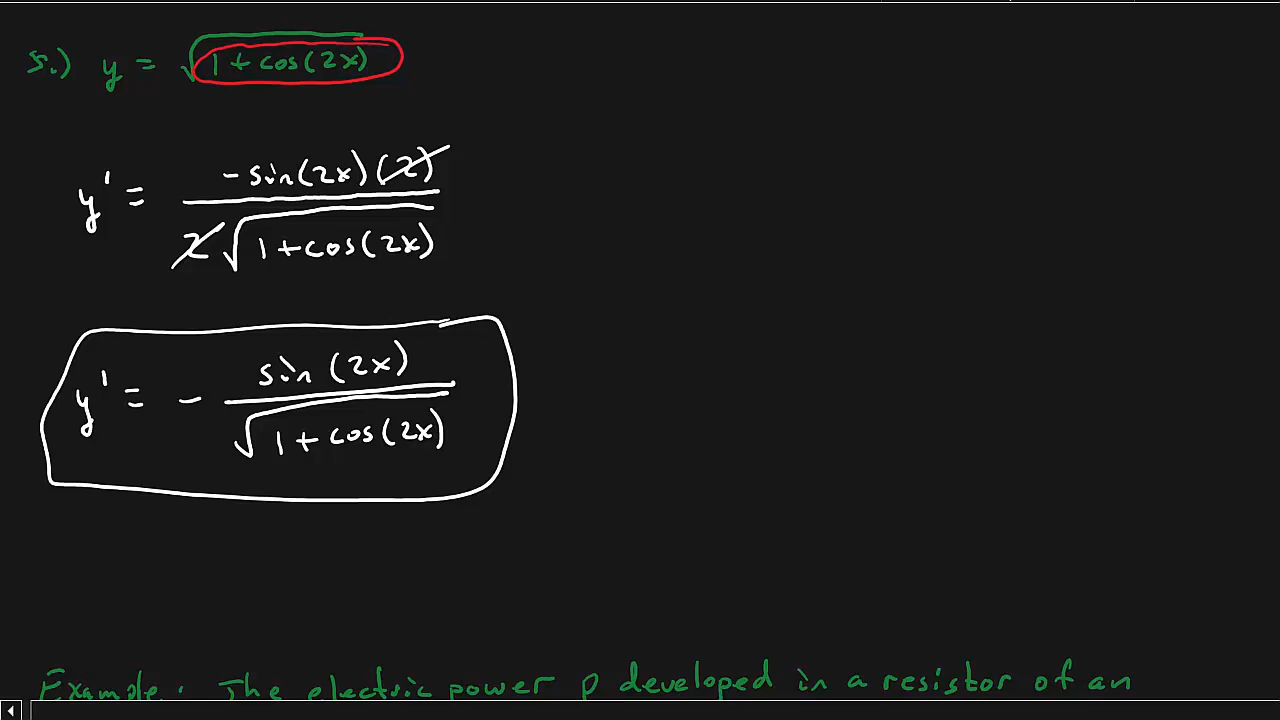 5.) y = √(1 + cos(2x))
y' = -sin(2x)(2) / 2√(1+cos(2x))
y' = - sin(2x) / √(1+cos(2x))
Example: The electric power p developed in a resistor of an